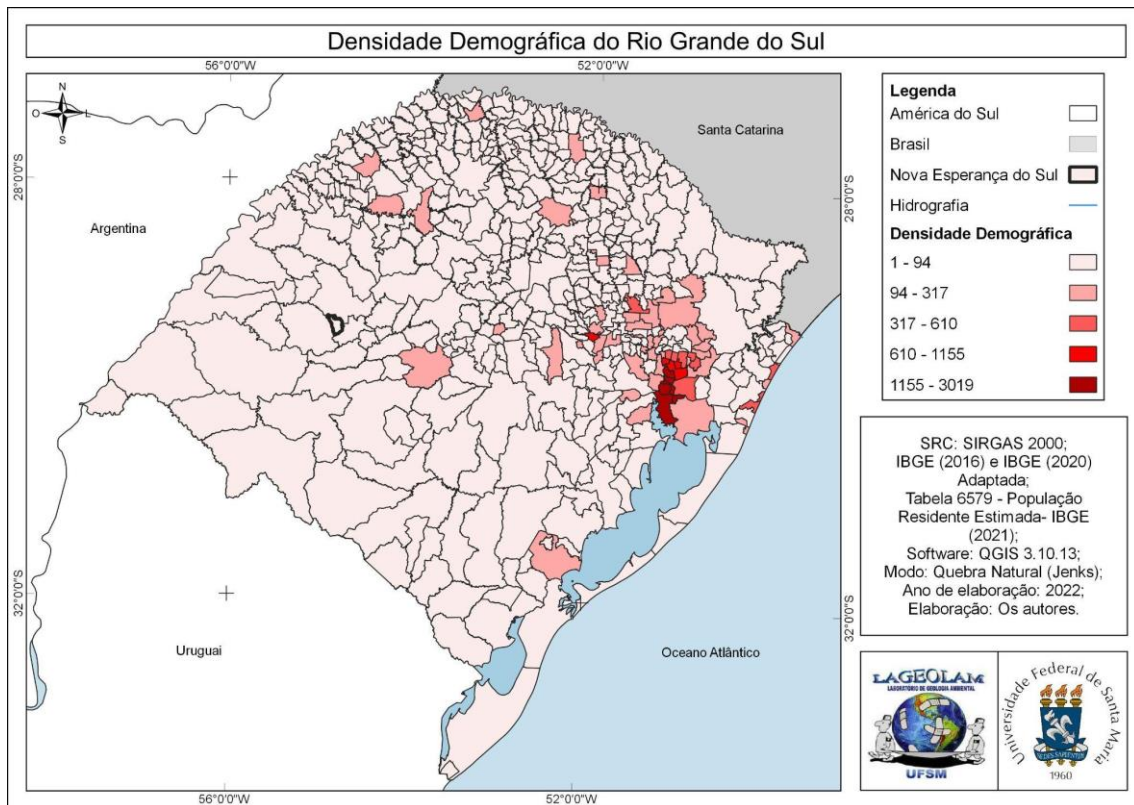 Densidade Demográfica do Rio Grande do Sul
56°0'0"W
52°0'0"W
N
O
L
S
Santa Catarina
28°0'0"S
28°0'0"S
Argentina
32°0'0"S
32°0'0"S
Uruguai
Oceano Atlântico
56°0'0"W
52°0'0"W
Legenda
América do Sul
Brasil
Nova Esperança do Sul
Hidrografia
Densidade Demográfica
1 - 94
94 - 317
317 - 610
610 - 1155
1155 - 3019
SRC: SIRGAS 2000;
IBGE (2016) e IBGE (2020)
Adaptada;
Tabela 6579 - População
Residente Estimada- IBGE
(2021);
Software: QGIS 3.10.13;
Modo: Quebra Natural (Jenks);
Ano de elaboração: 2022;
Elaboração: Os autores.
LAGEOLAM
LABORATÓRIO DE GEOLOGIA AMBIENTAL
UFSM
Universidade Federal de Santa Maria
SEDES SAPIENTIAE
1960